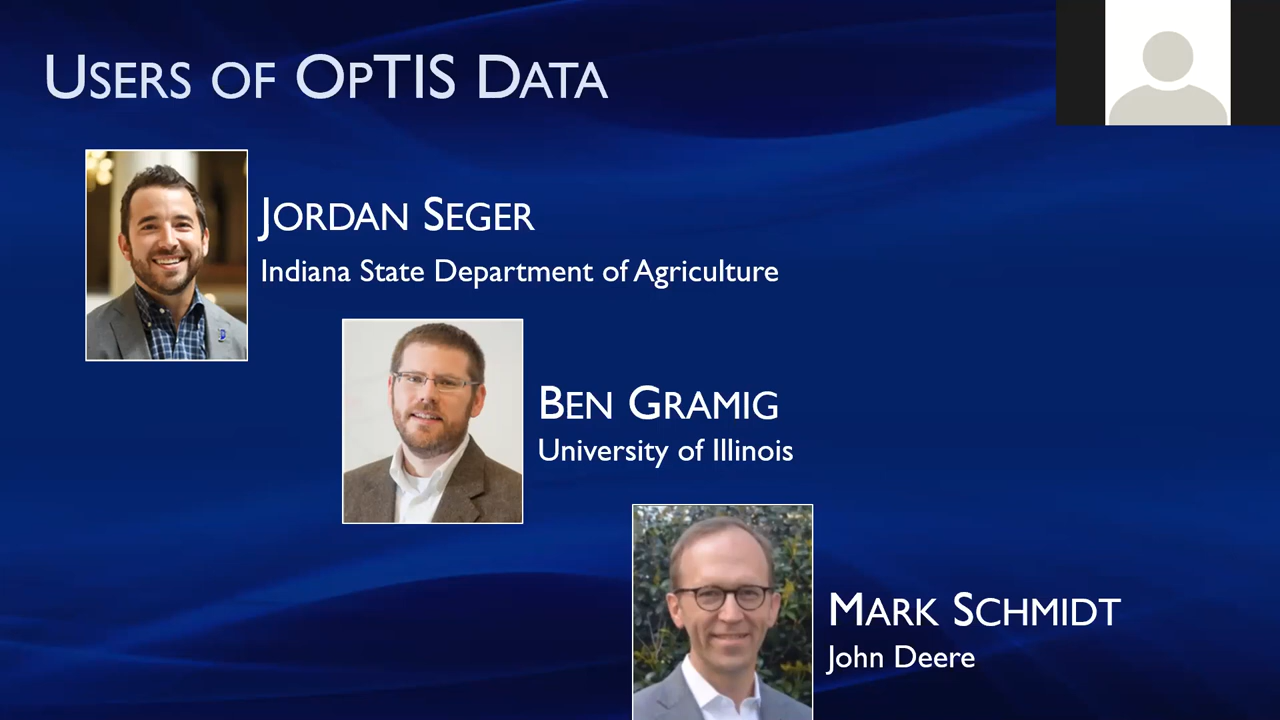 Users of OpTIS Data
Jordan Seger
Indiana State Department of Agriculture
Ben Gramig
University of Illinois
Mark Schmidt
John Deere